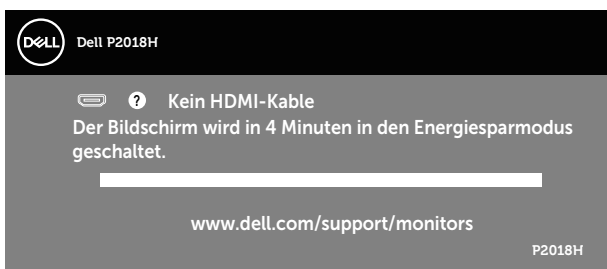 DELL Dell P2018H
? Kein HDMI-Kable
Der Bildschirm wird in 4 Minuten in den Energiesparmodus
geschaltet.
www.dell.com/support/monitors
P2018H